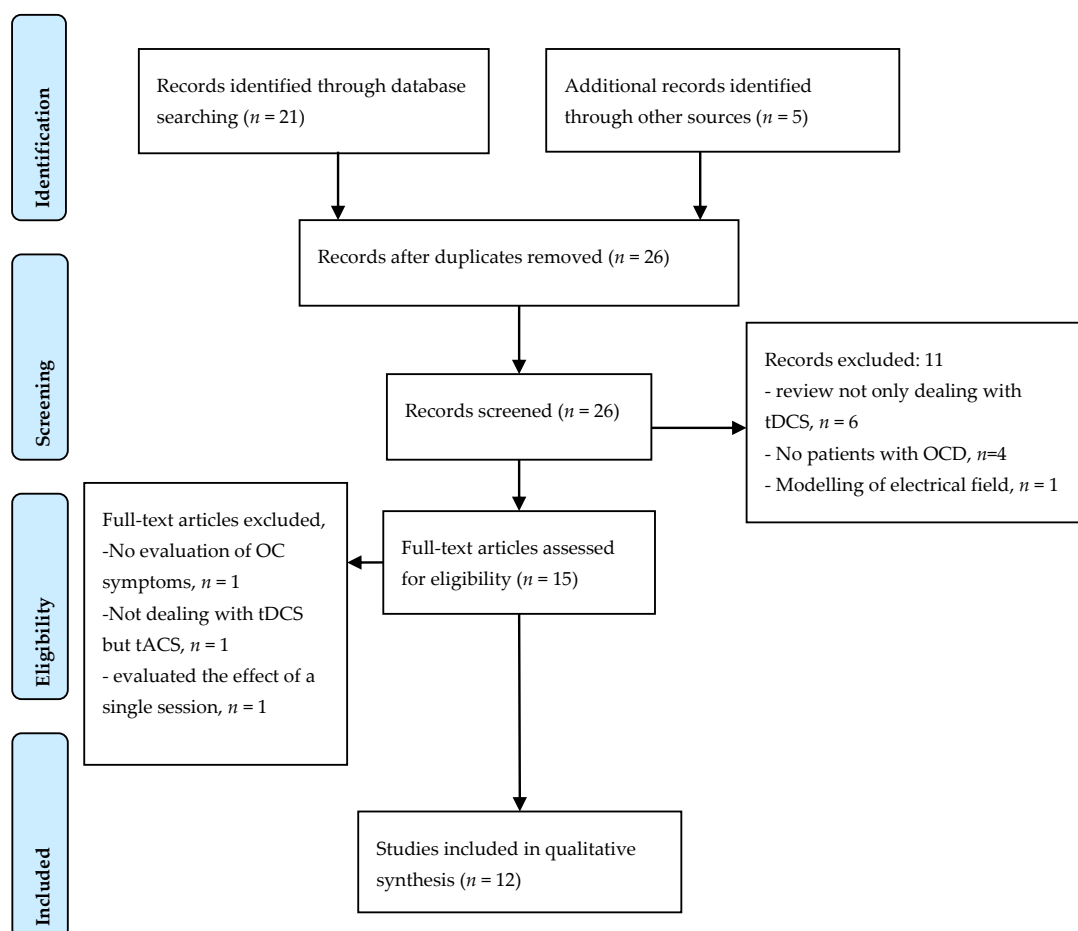 Identification
Records identified through database
searching (n = 21)
Additional records identified
through other sources (n = 5)
Records after duplicates removed (n = 26)
Screening
Records screened (n = 26)
Records excluded: 11
- review not only dealing with
tDCS, n = 6
- No patients with OCD, n=4
- Modelling of electrical field, n = 1
Eligibility
Full-text articles excluded,
-No evaluation of OC
symptoms, n = 1
-Not dealing with tDCS
but tACS, n = 1
- evaluated the effect of a
single session, n = 1
Full-text articles assessed
for eligibility (n = 15)
Included
Studies included in qualitative
synthesis (n = 12)